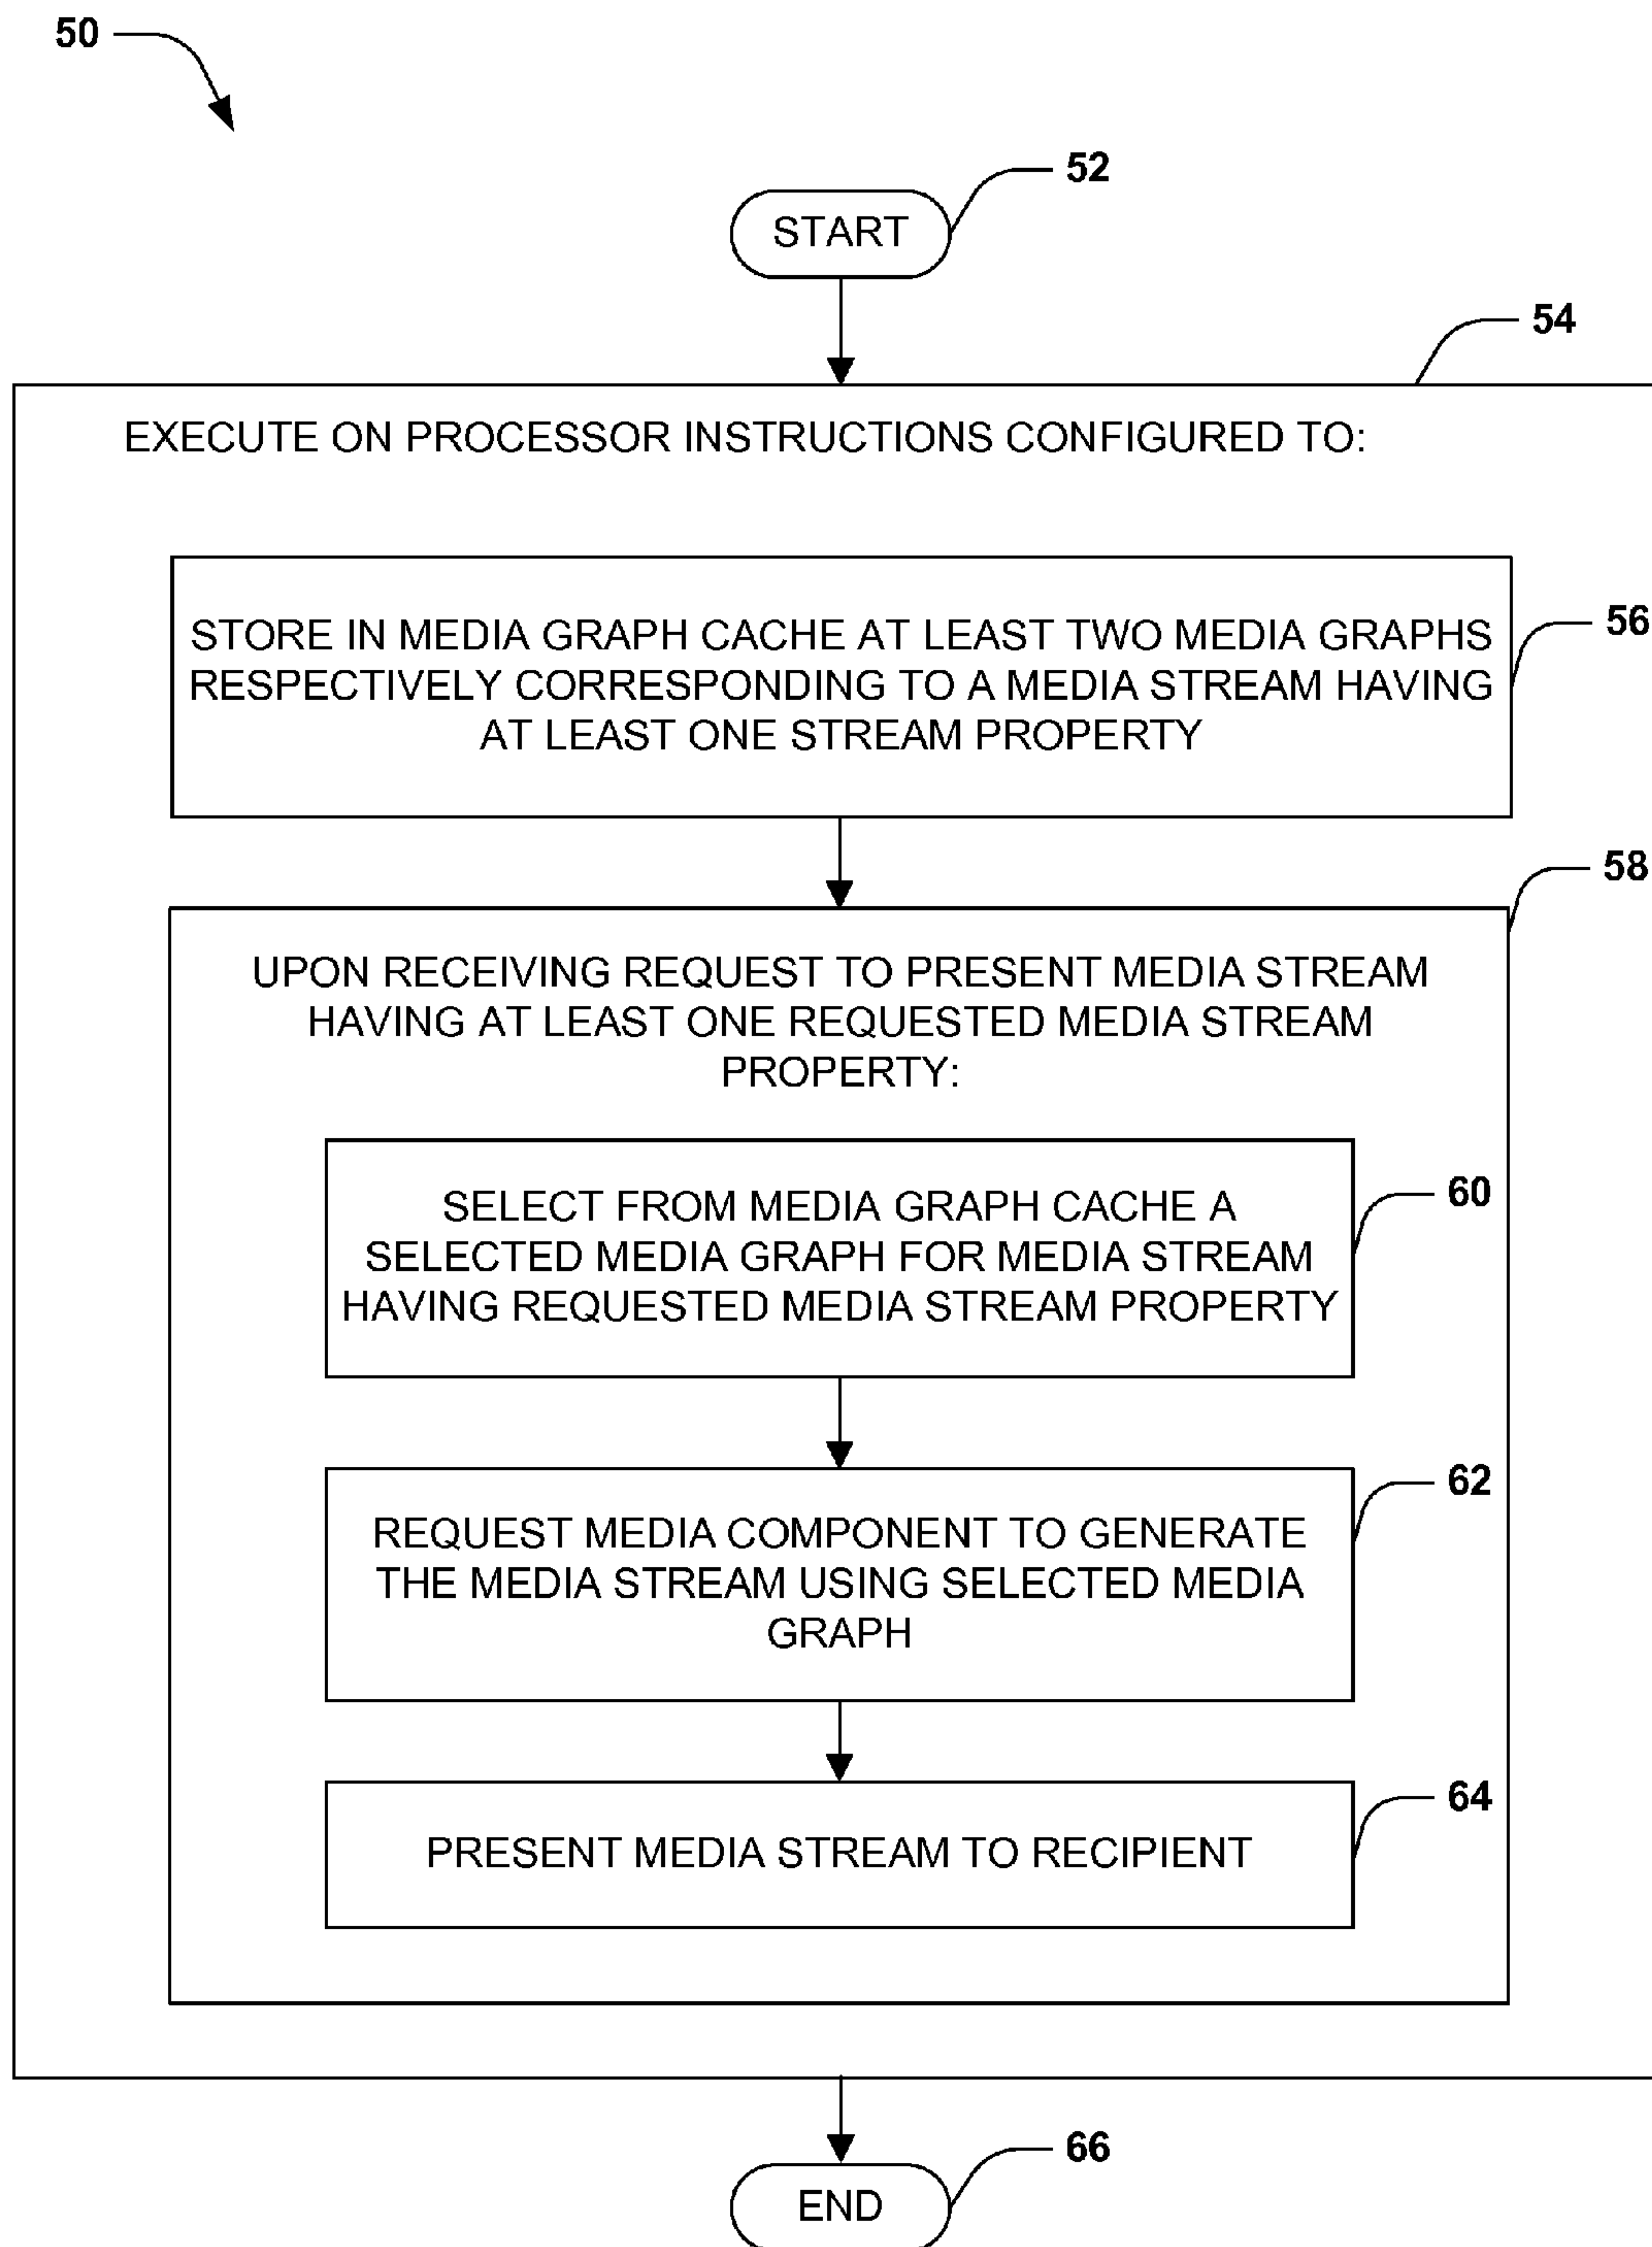 50
52
START
54
EXECUTE ON PROCESSOR INSTRUCTIONS CONFIGURED TO:
STORE IN MEDIA GRAPH CACHE AT LEAST TWO MEDIA GRAPHS
RESPECTIVELY CORRESPONDING TO A MEDIA STREAM HAVING
AT LEAST ONE STREAM PROPERTY
56
58
UPON RECEIVING REQUEST TO PRESENT MEDIA STREAM
HAVING AT LEAST ONE REQUESTED MEDIA STREAM
PROPERTY:
SELECT FROM MEDIA GRAPH CACHE A
SELECTED MEDIA GRAPH FOR MEDIA STREAM
HAVING REQUESTED MEDIA STREAM PROPERTY
60
REQUEST MEDIA COMPONENT TO GENERATE
THE MEDIA STREAM USING SELECTED MEDIA
GRAPH
62
PRESENT MEDIA STREAM TO RECIPIENT
64
66
END